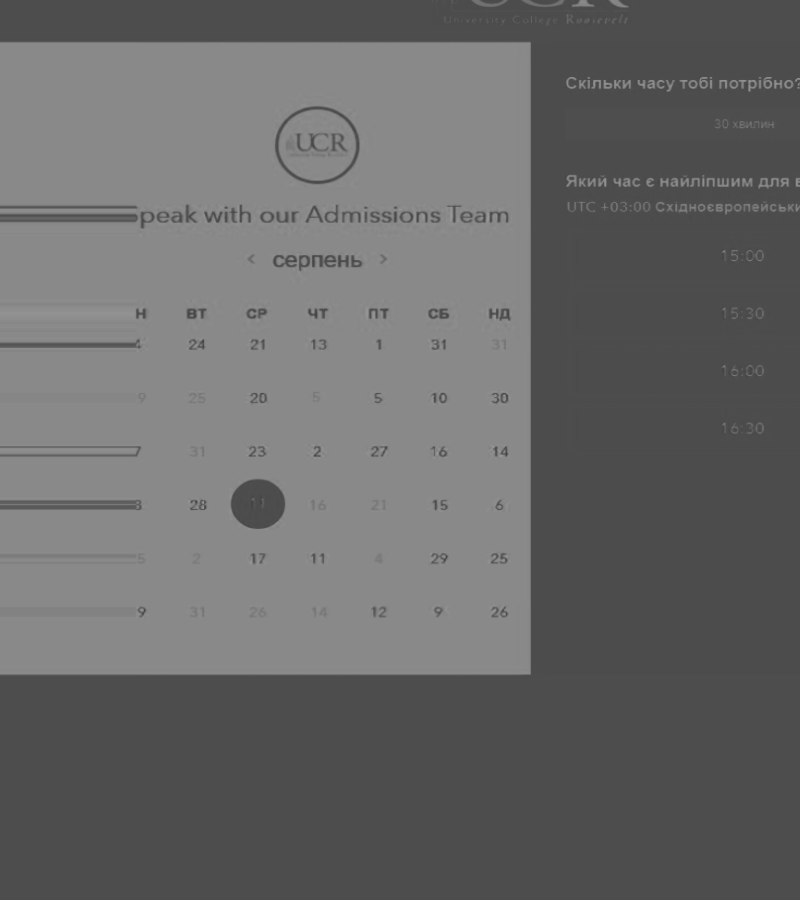 UCR
University College Roosevelt
UCR
peak with our Admissions Team
< серпень >
Н ВТ СР ЧТ ПТ СБ НД
4 24 21 13 1 31 31
9 25 20 5 5 10 30
7 31 23 2 27 16 14
8 28 11 16 21 15 6
5 2 17 11 4 29 25
9 31 26 14 12 9 26
Скільки часу тобі потрібно?
30 хвилин
Який час є найліпшим для в
UTC +03:00 Східноєвропейськи
15:00
15:30
16:00
16:30